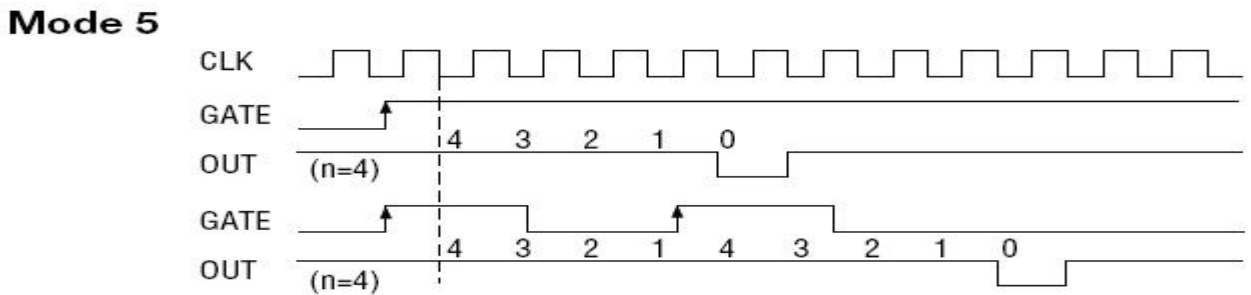 Mode 5
CLK
GATE
4 3 2 1 0
OUT (n=4)
GATE
4 3 2 1 4 3 2 1 0
OUT (n=4)